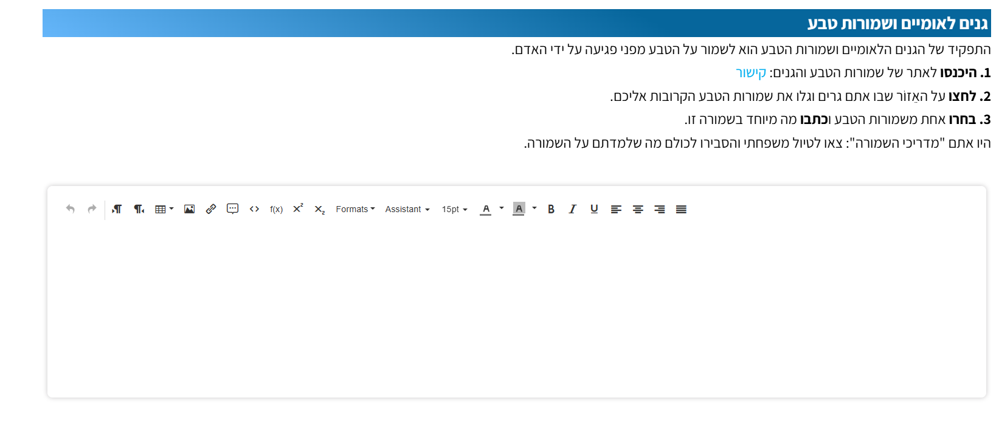 גנים לאומיים ושמורות טבע
התפקיד של הגנים הלאומיים ושמורות הטבע הוא לשמור על הטבע מפני פגיעה על ידי האדם.
1. היכנסו לאתר של שמורות הטבע והגנים: קישור
2. לחצו על האֵזוֹר שבו אתם גרים וגלו את שמורות הטבע הקרובות אליכם.
3. בחרו אחת משמורות הטבע וכתבו מה מיוחד בשמורה זו.
היו אתם "מדריכי השמורה": צאו לטיול משפחתי והסבירו לכולם מה שלמדתם על השמורה.
f(x) Formats Assistant 15pt A A B I U